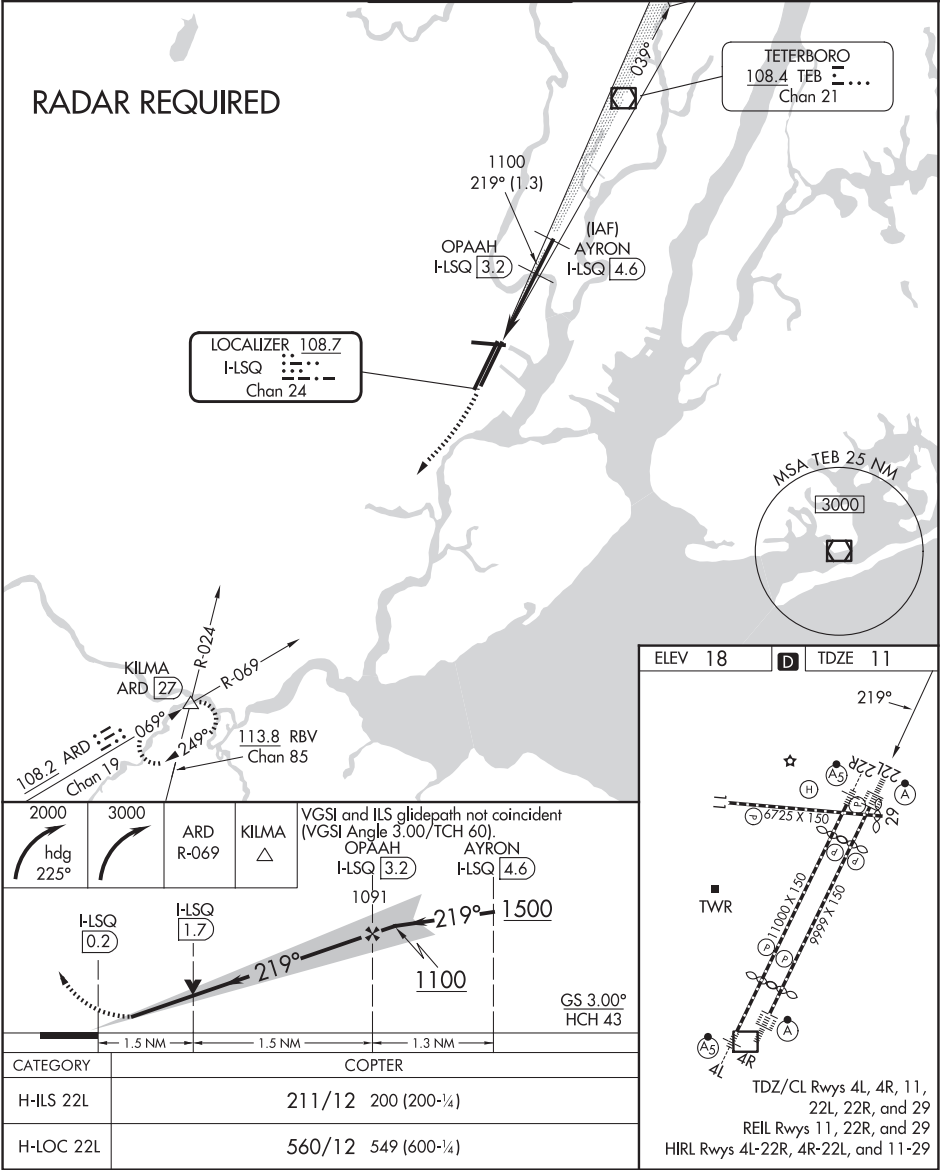 RADAR REQUIRED
039°
TETERBORO
108.4 TEB
Chan 21
1100
219° (1.3)
OPAAH
I-LSQ 3.2
(IAF)
AYRON
I-LSQ 4.6
LOCALIZER 108.7
I-LSQ
Chan 24
MSA TEB 25 NM
3000
R-024
R-069
KILMA
ARD 27
069°
249°
108.2 ARD
Chan 19
113.8 RBV
Chan 85
ELEV 18
D
TDZE 11
219°
A5
22R
22L
A
H
P
11
P
6725 X 150
29
P
P
11000 X 150
9999 X 150
TWR
P
P
A5
4L
4R
A
TDZ/CL Rwys 4L, 4R, 11,
22L, 22R, and 29
REIL Rwys 11, 22R, and 29
HIRL Rwys 4L-22R, 4R-22L, and 11-29
2000
hdg
225°
3000
ARD
R-069
KILMA
VGSI and ILS glidepath not coincident
(VGSI Angle 3.00/TCH 60).
OPAAH
I-LSQ 3.2
AYRON
I-LSQ 4.6
1091
219°
1500
I-LSQ
0.2
I-LSQ
1.7
219°
1100
GS 3.00°
HCH 43
1.5 NM
1.5 NM
1.3 NM
CATEGORY
COPTER
H-ILS 22L
211/12 200 (200-¼)
H-LOC 22L
560/12 549 (600-¼)